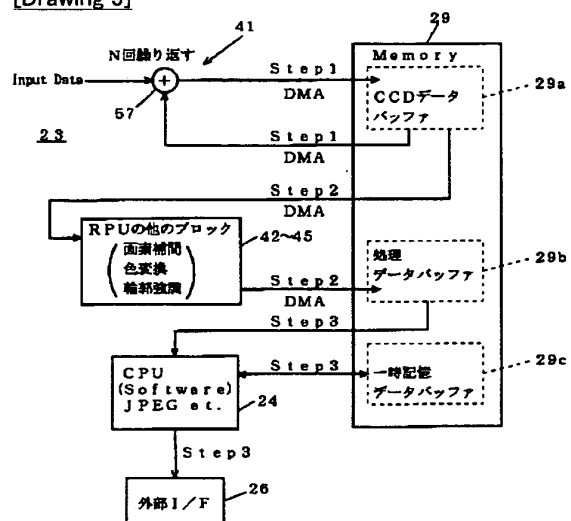 [Drawing 5]
N回繰り返す
41
29
Input Data
+
57
23
Step1
DMA
Step1
DMA
Memory
CCDデータ
バッファ
29a
Step2
DMA
RPUの他のブロック
画素補間
色変換
輪郭強調
42~45
Step2
DMA
処理
データバッファ
29b
Step3
CPU
(Software)
JPEG et.
24
Step3
一時記憶
データバッファ
29c
Step3
外部I/F
26